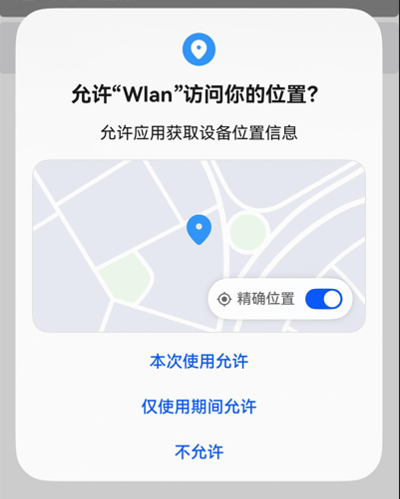 允许“Wlan”访问你的位置？
允许应用获取设备位置信息
精确位置
本次使用允许
仅使用期间允许
不允许